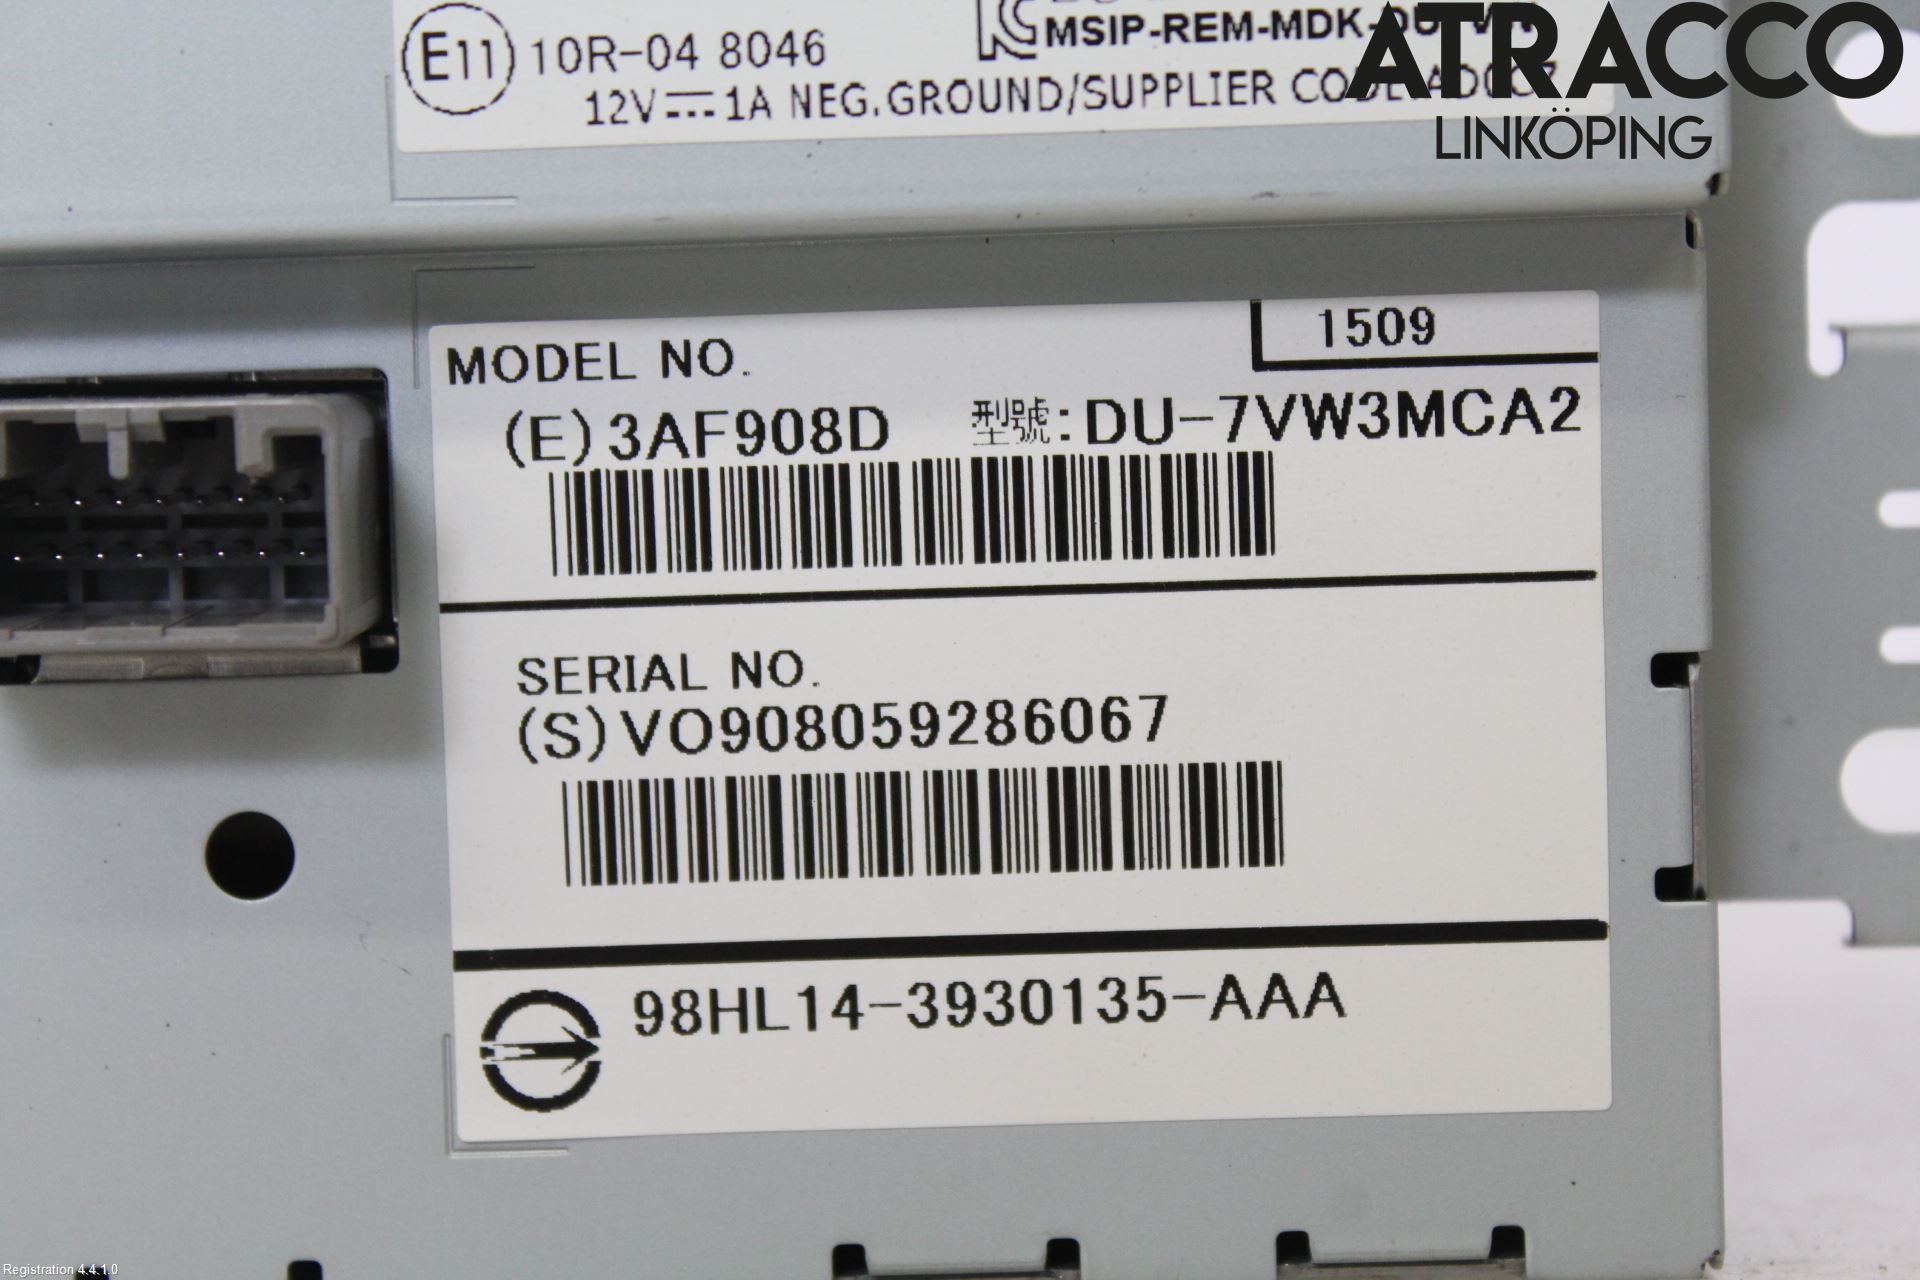 E11 10R-04 8046
MSIP-REM-MDK-
12V 1A NEG.GROUND/SUPPLIER
ATRACCO
LINKÖPING
1509
MODEL NO.
(E)3AF908D 型號:DU-7VW3MCA2
SERIAL NO.
(S)VO908059286067
98HL14-3930135-AAA
Registration 4.4.1.0